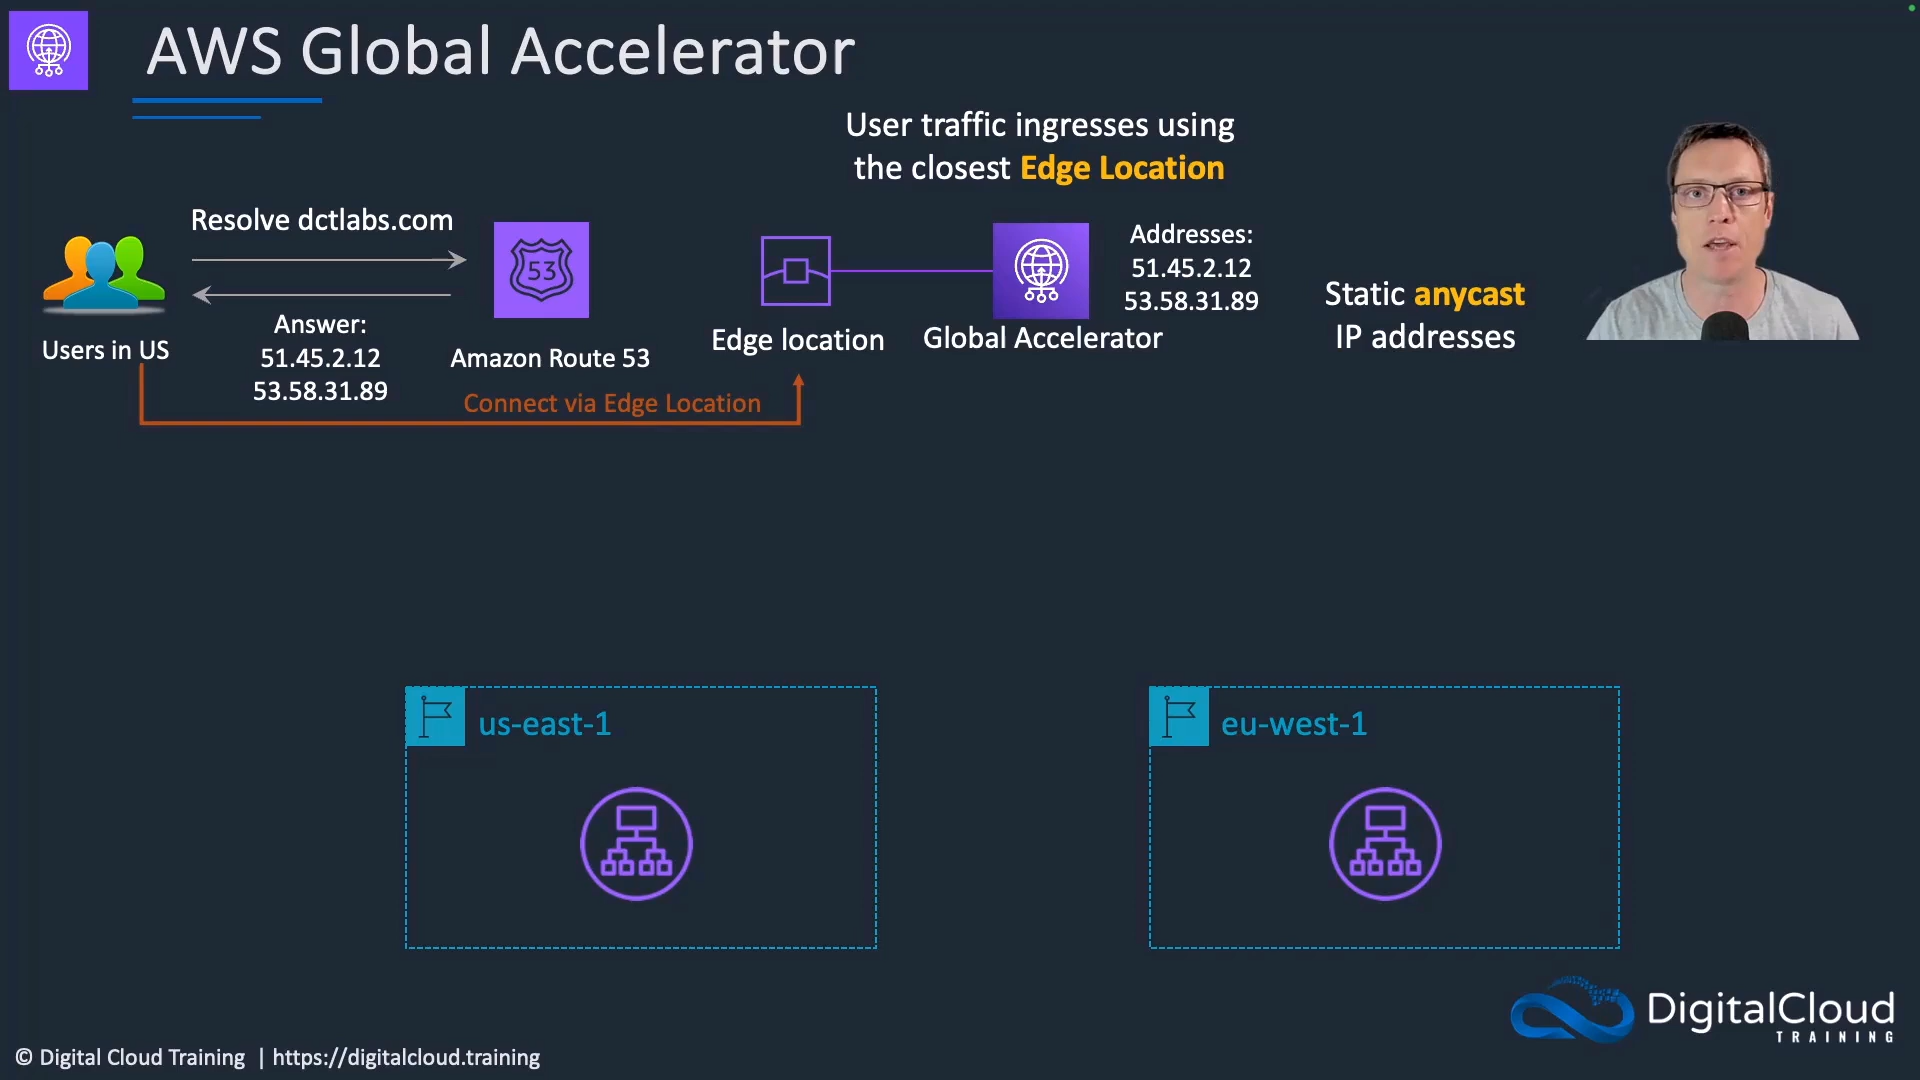 AWS Global Accelerator
User traffic ingresses using
the closest Edge Location
Resolve dctlabs.com
53
Addresses:
51.45.2.12
53.58.31.89
Static anycast
IP addresses
Users in US
Answer:
51.45.2.12
53.58.31.89
Amazon Route 53
Edge location
Global Accelerator
Connect via Edge Location
us-east-1
eu-west-1
DigitalCloud
TRAINING
© Digital Cloud Training | https://digitalcloud.training